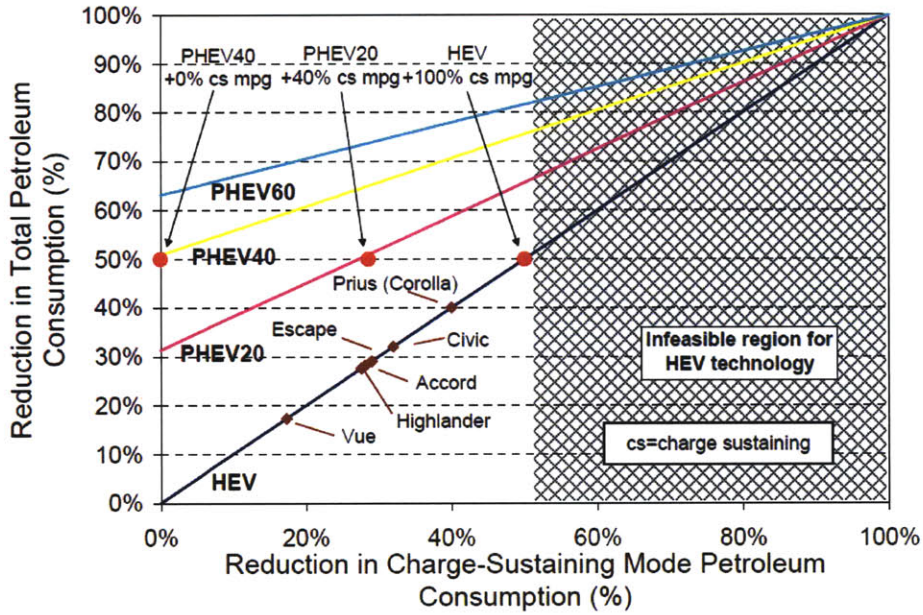 100%
90%
80%
70%
60%
50%
40%
30%
20%
10%
0%
Reduction in Total Petroleum
Consumption (%)
PHEV40
+0% cs mpg
PHEV20
+40% cs mpg
HEV
+100% cs mpg
PHEV60
PHEV40
PHEV20
HEV
Prius (Corolla)
Escape
Civic
Accord
Highlander
Vue
Infeasible region for
HEV technology
cs=charge sustaining
0%
20%
40%
60%
80%
100%
Reduction in Charge-Sustaining Mode Petroleum
Consumption (%)